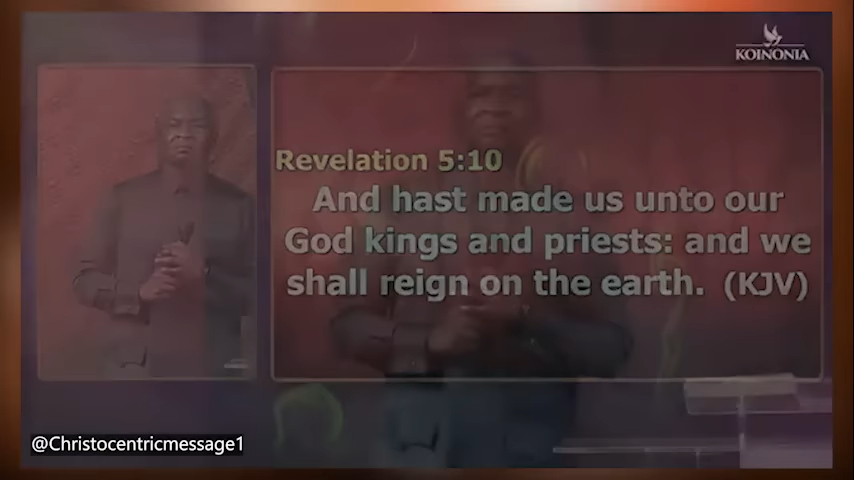 KOINONIA
Revelation 5:10
And hast made us unto our
God kings and priests: and we
shall reign on the earth. (KJV)
@Christocentricmessage1